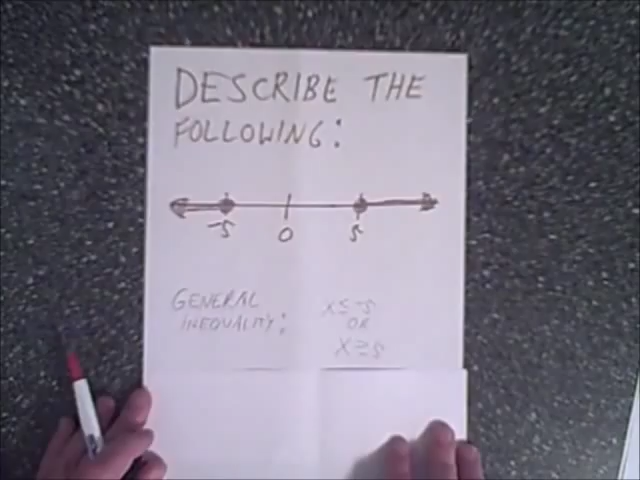 DESCRIBE THE
FOLLOWING:
-5 0 5
GENERAL
INEQUALITY:
X ≤ -5
OR
X ≥ 5